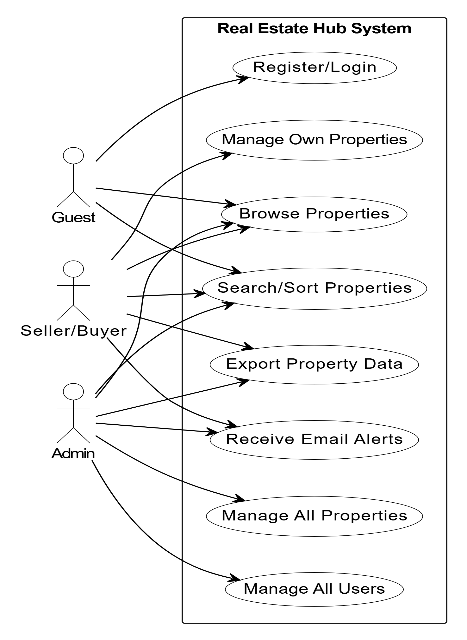 Real Estate Hub System
Register/Login
Manage Own Properties
Guest
Browse Properties
Search/Sort Properties
Seller/Buyer
Export Property Data
Receive Email Alerts
Admin
Manage All Properties
Manage All Users